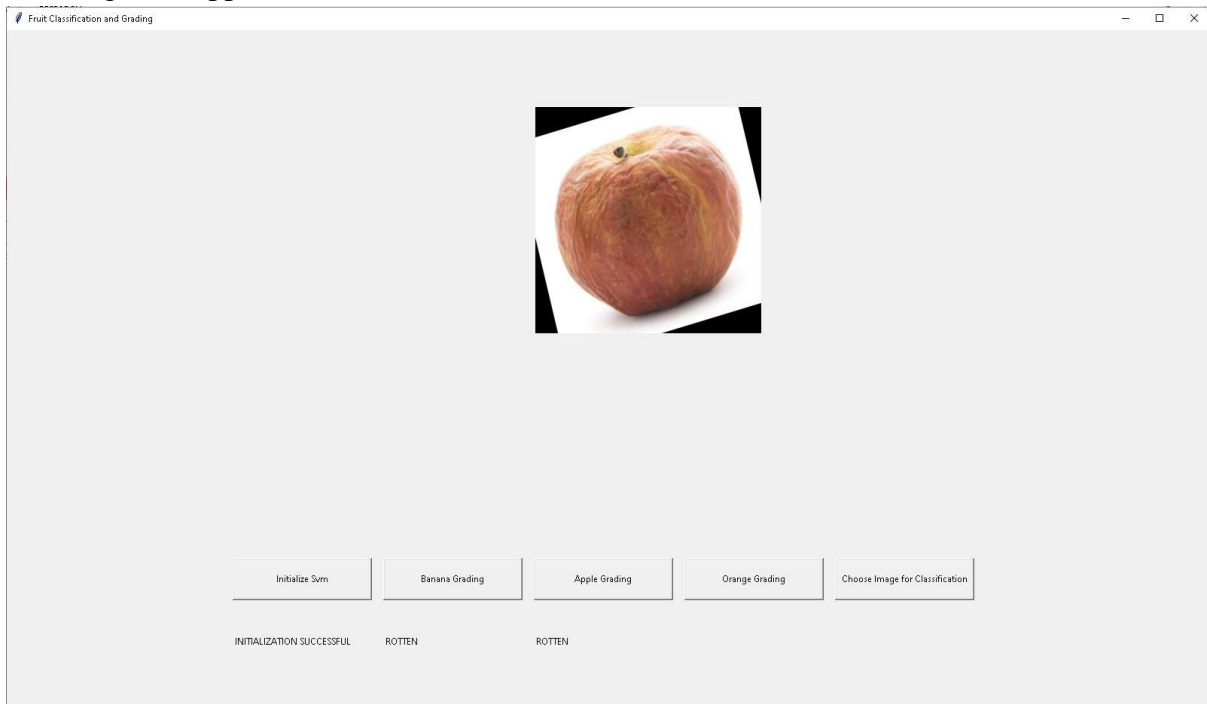 Fruit Classification and Grading
Initialize Svm
Banana Grading
Apple Grading
Orange Grading
Choose Image for Classification
INITIALIZATION SUCCESSFUL
ROTTEN
ROTTEN